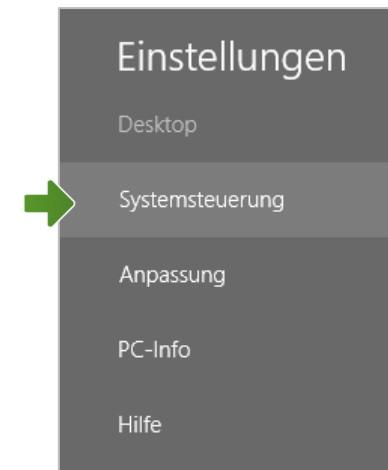 Einstellungen
Desktop
Systemsteuerung
Anpassung
PC-Info
Hilfe